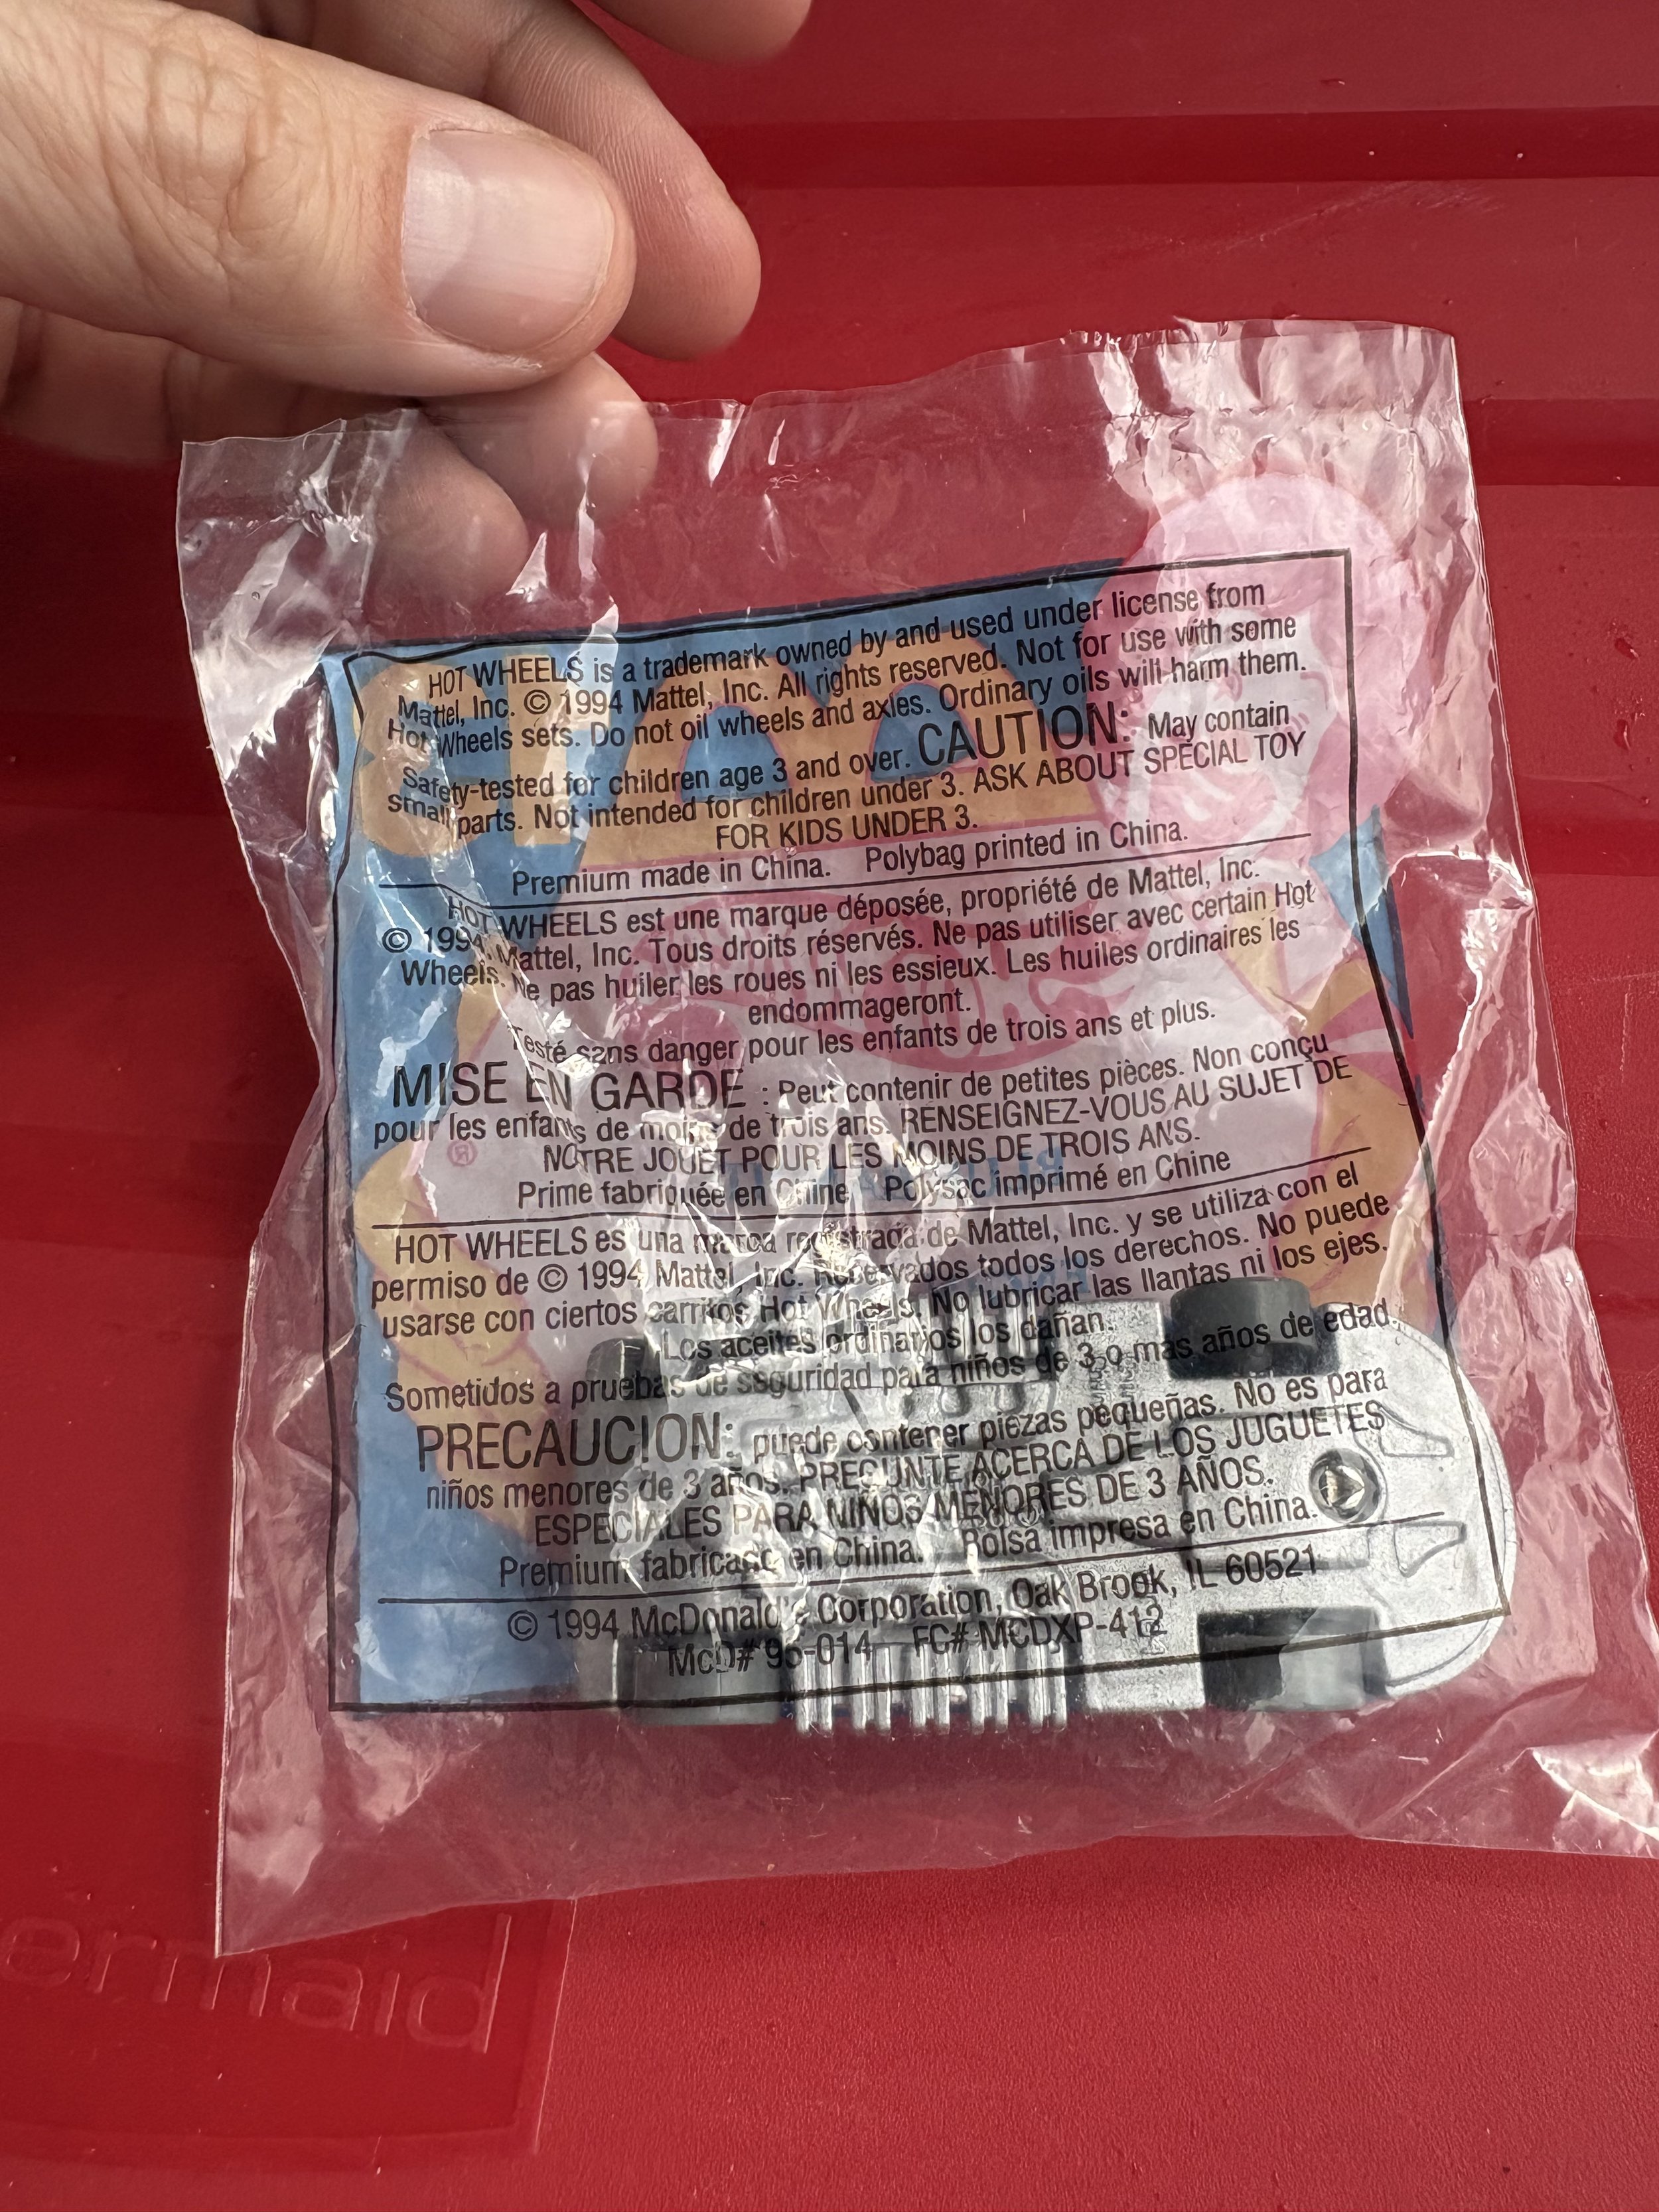 HOT WHEELS is a trademark owned by and used under license from
Mattel, Inc. © 1994 Mattel, Inc. All rights reserved. Not for use with some
Hot Wheels sets. Do not oil wheels and axles. Ordinary oils will harm them.
Safety-tested for children age 3 and over. CAUTION: May contain
small parts. Not intended for children under 3. ASK ABOUT SPECIAL TOY
FOR KIDS UNDER 3.
Premium made in China. Polybag printed in China.
HOT WHEELS est une marque déposée, propriété de Mattel, Inc.
© 1994 Mattel, Inc. Tous droits réservés. Ne pas utiliser avec certain Hot
Wheels. Ne pas huiler les roues ni les essieux. Les huiles ordinaires les
endommageront.
Testé sans danger pour les enfants de trois ans et plus.
MISE EN GARDE : Peut contenir de petites pièces. Non conçu
pour les enfants de moins de trois ans. RENSEIGNEZ-VOUS AU SUJET DE
NOTRE JOUET POUR LES MOINS DE TROIS ANS.
Prime fabriquée en Chine Polysac imprimé en Chine
HOT WHEELS es una marca registrada de Mattel, Inc. y se utiliza con el
permiso de © 1994 Mattel, Inc. Reservados todos los derechos. No puede
usarse con ciertos carritos Hot Wheels. No lubricar las llantas ni los ejes.
Los aceites ordinarios los dañan.
Sometidos a pruebas de seguridad para niños de 3 o más años de edad.
PRECAUCION: puede contener piezas pequeñas. No es para
niños menores de 3 años. PREGUNTE ACERCA DE LOS JUGUETES
ESPECIALES PARA NIÑOS MENORES DE 3 AÑOS.
Premium fabricado en China. Bolsa impresa en China.
© 1994 McDonald's Corporation, Oak Brook, IL 60521
McD# 95-014 FC# MCDXP-412
ermaid